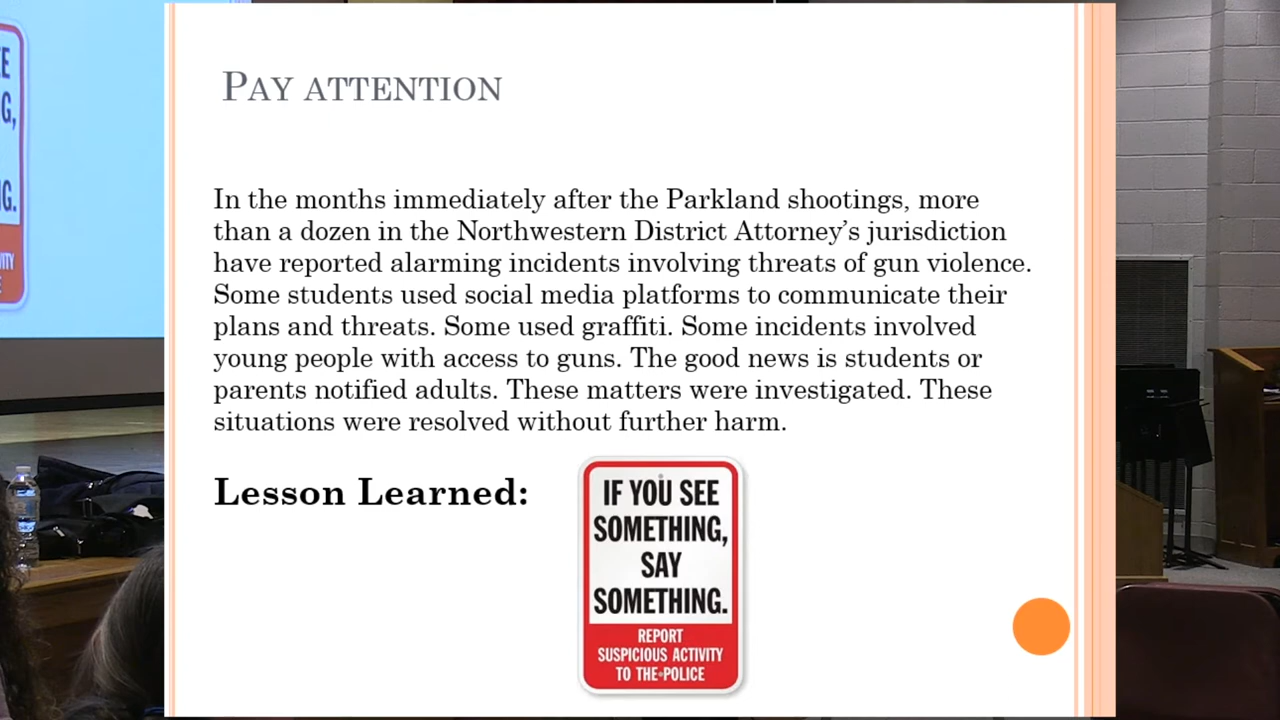 PAY ATTENTION
In the months immediately after the Parkland shootings, more
than a dozen in the Northwestern District Attorney's jurisdiction
have reported alarming incidents involving threats of gun violence.
Some students used social media platforms to communicate their
plans and threats. Some used graffiti. Some incidents involved
young people with access to guns. The good news is students or
parents notified adults. These matters were investigated. These
situations were resolved without further harm.
Lesson Learned:
IF YOU SEE
SOMETHING,
SAY
SOMETHING.
REPORT
SUSPICIOUS ACTIVITY
TO THE POLICE